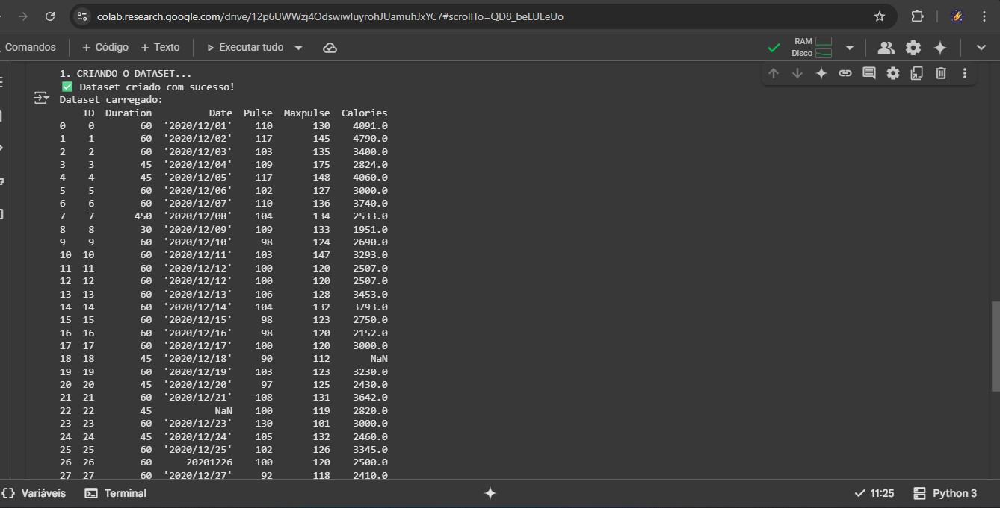 colab.research.google.com/drive/12p6UWWzj4OdswiwIuyrohJUamuhJxYC7#scrollTo=QD8_beLUEeUo
Comandos + Código + Texto Executar tudo RAM Disco
1. CRIANDO O DATASET...
✅ Dataset criado com sucesso!
Dataset carregado:
ID Duration Date Pulse Maxpulse Calories
0 0 60 '2020/12/01' 110 130 4091.0
1 1 60 '2020/12/02' 117 145 4790.0
2 2 60 '2020/12/03' 103 135 3400.0
3 3 45 '2020/12/04' 109 175 2824.0
4 4 45 '2020/12/05' 117 148 4060.0
5 5 60 '2020/12/06' 102 127 3000.0
6 6 60 '2020/12/07' 110 136 3740.0
7 7 450 '2020/12/08' 104 134 2533.0
8 8 30 '2020/12/09' 109 133 1951.0
9 9 60 '2020/12/10' 98 124 2690.0
10 10 60 '2020/12/11' 103 147 3293.0
11 11 60 '2020/12/12' 100 120 2507.0
12 12 60 '2020/12/12' 100 120 2507.0
13 13 60 '2020/12/13' 106 128 3453.0
14 14 60 '2020/12/14' 104 132 3793.0
15 15 60 '2020/12/15' 98 123 2750.0
16 16 60 '2020/12/16' 98 120 2152.0
17 17 60 '2020/12/17' 100 120 3000.0
18 18 45 '2020/12/18' 90 112 NaN
19 19 60 '2020/12/19' 103 123 3230.0
20 20 45 '2020/12/20' 97 125 2430.0
21 21 60 '2020/12/21' 108 131 3642.0
22 22 45 NaN 100 119 2820.0
23 23 60 '2020/12/23' 130 101 3000.0
24 24 45 '2020/12/24' 105 132 2460.0
25 25 60 '2020/12/25' 102 126 3345.0
26 26 60 20201226 100 120 2500.0
27 27 60 '2020/12/27' 92 118 2410.0
{} Variáveis Terminal 11:25 Python 3